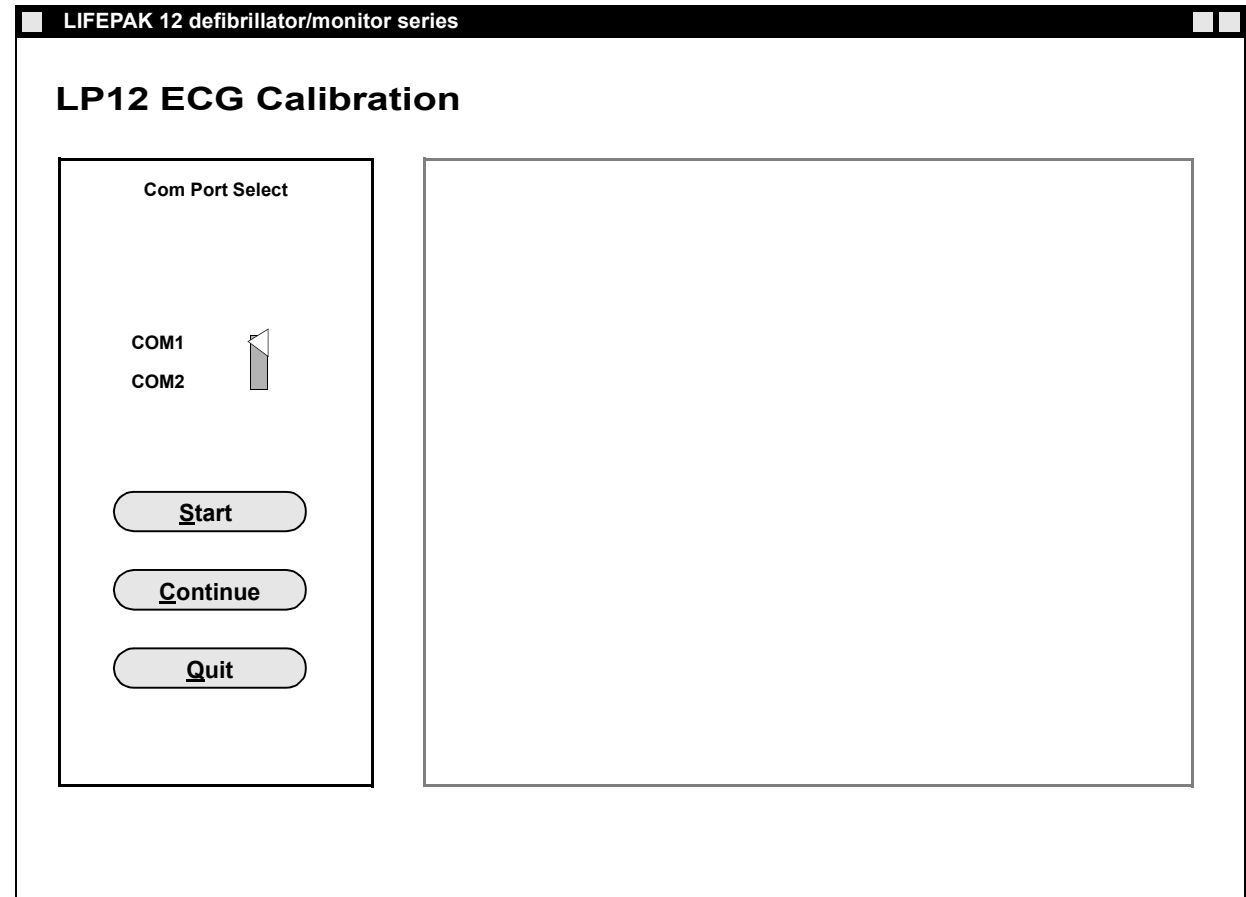 LIFEPAK 12 defibrillator/monitor series
LP12 ECG Calibration
Com Port Select
COM1
COM2
Start
Continue
Quit